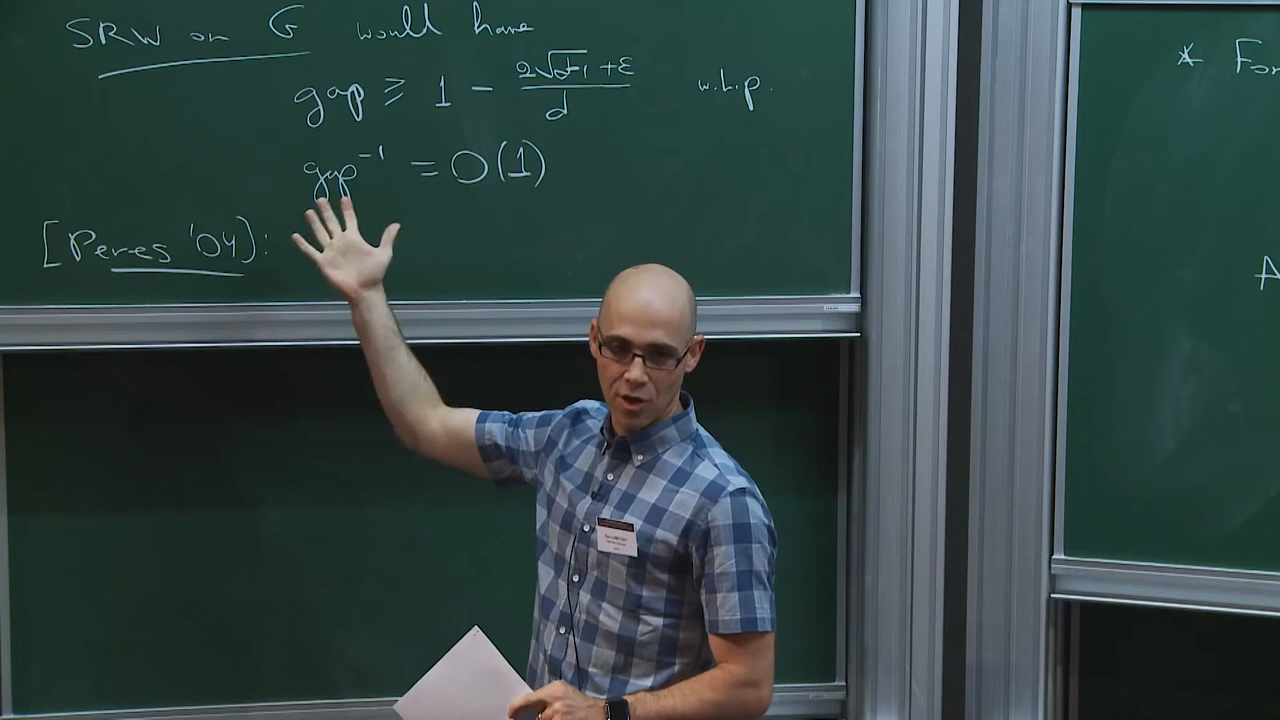 SRW on G would have
gap ≥ 1 - (2√d-1 + ε)/d w.h.p.
gap⁻¹ = O(1)
[Peres '04):
* For
A